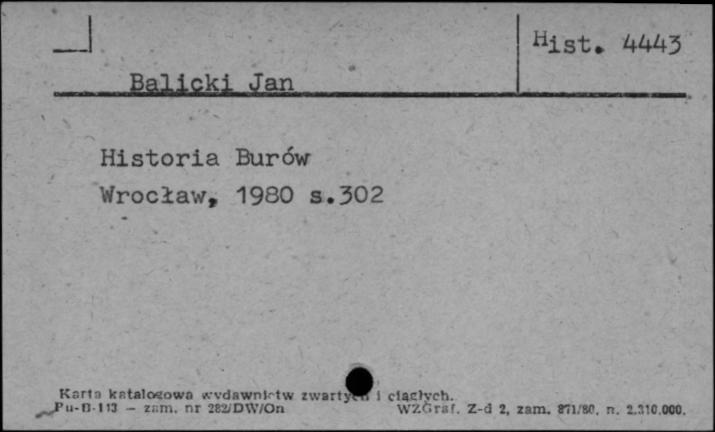 Hist. 4443
Balicki Jan
Historia Burów
Wrocław, 1980 s.302
Karta katalogowa wydawnictw zwartych i ciągłych.
Pu-B-113 — zam. nr 282/DW/On WZGraf. Z-d 2, zam. 871/80. n. 2.310.000.